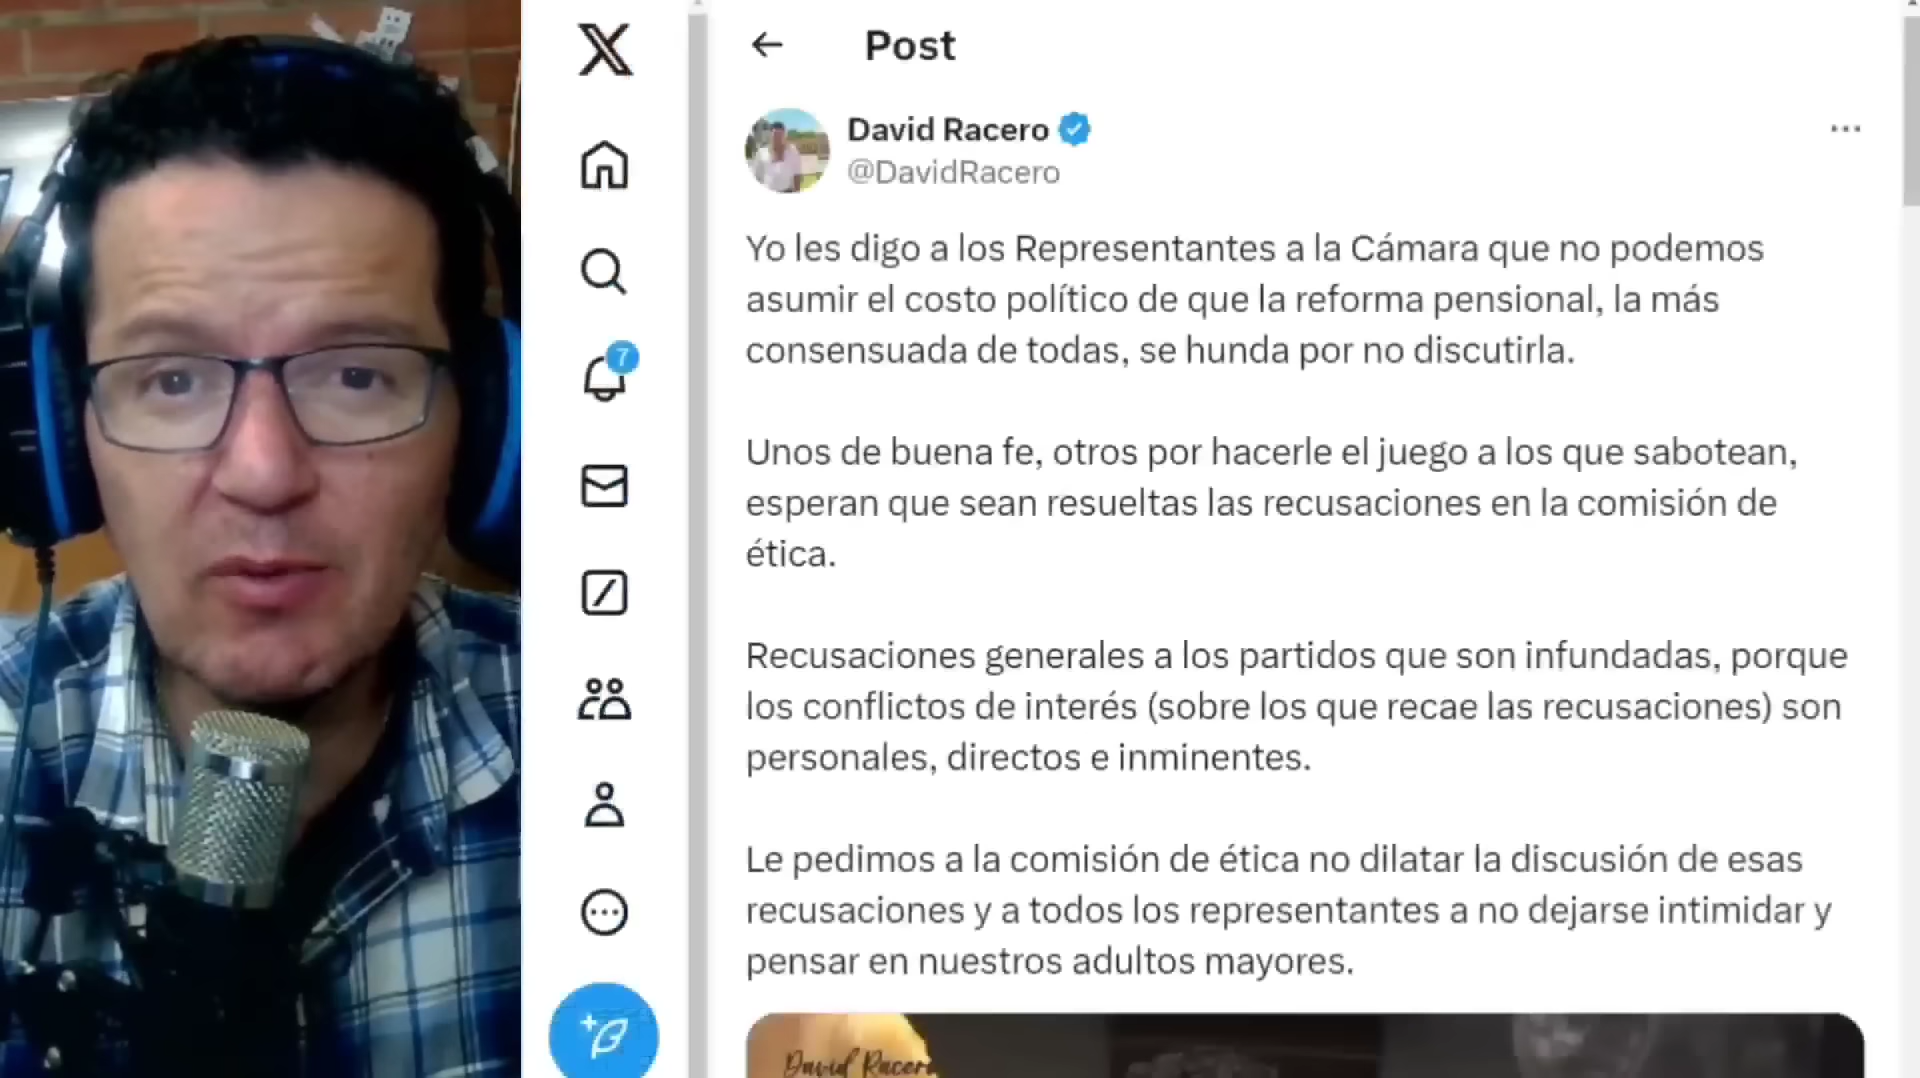 Post
David Racero
@DavidRacero
7
Yo les digo a los Representantes a la Cámara que no podemos
asumir el costo político de que la reforma pensional, la más
consensuada de todas, se hunda por no discutirla.
Unos de buena fe, otros por hacerle el juego a los que sabotean,
esperan que sean resueltas las recusaciones en la comisión de
ética.
Recusaciones generales a los partidos que son infundadas, porque
los conflictos de interés (sobre los que recae las recusaciones) son
personales, directos e inminentes.
Le pedimos a la comisión de ética no dilatar la discusión de esas
recusaciones y a todos los representantes a no dejarse intimidar y
pensar en nuestros adultos mayores.
David Racero